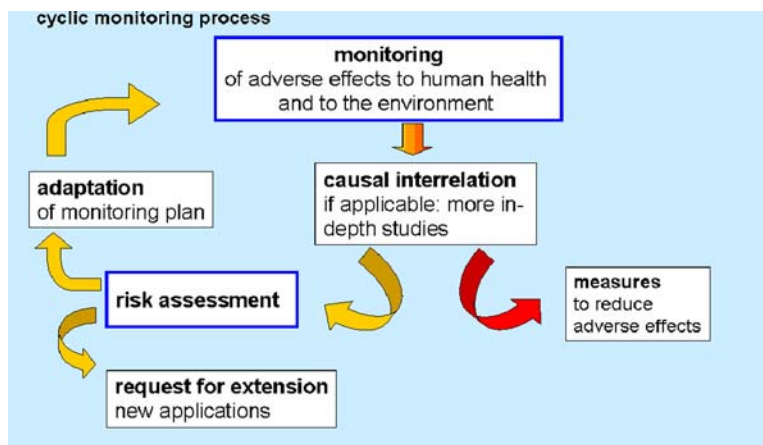 cyclic monitoring process
monitoring
of adverse effects to human health
and to the environment
adaptation
of monitoring plan
causal interrelation
if applicable: more in-
depth studies
risk assessment
measures
to reduce
adverse effects
request for extension
new applications